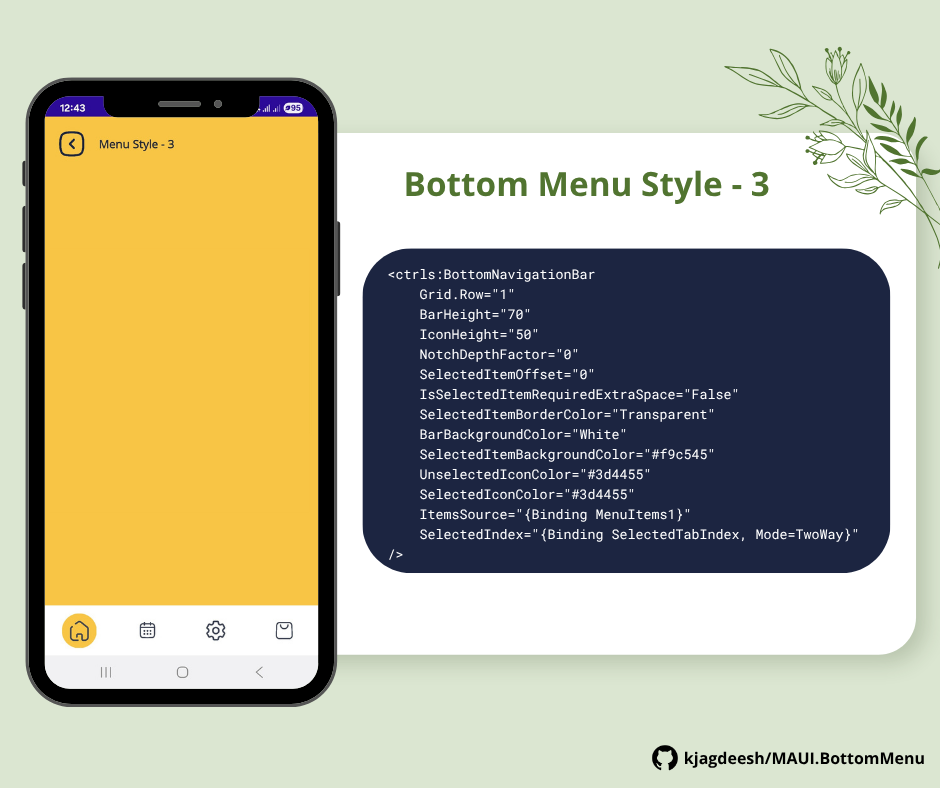 12:43
95
Menu Style - 3
Bottom Menu Style - 3
<ctrls:BottomNavigationBar
    Grid.Row="1"
    BarHeight="70"
    IconHeight="50"
    NotchDepthFactor="0"
    SelectedItemOffset="0"
    IsSelectedItemRequiredExtraSpace="False"
    SelectedItemBorderColor="Transparent"
    BarBackgroundColor="White"
    SelectedItemBackgroundColor="#f9c545"
    UnselectedIconColor="#3d4455"
    SelectedIconColor="#3d4455"
    ItemsSource="{Binding MenuItems1}"
    SelectedIndex="{Binding SelectedTabIndex, Mode=TwoWay}"
/>
kjagdeesh/MAUI.BottomMenu